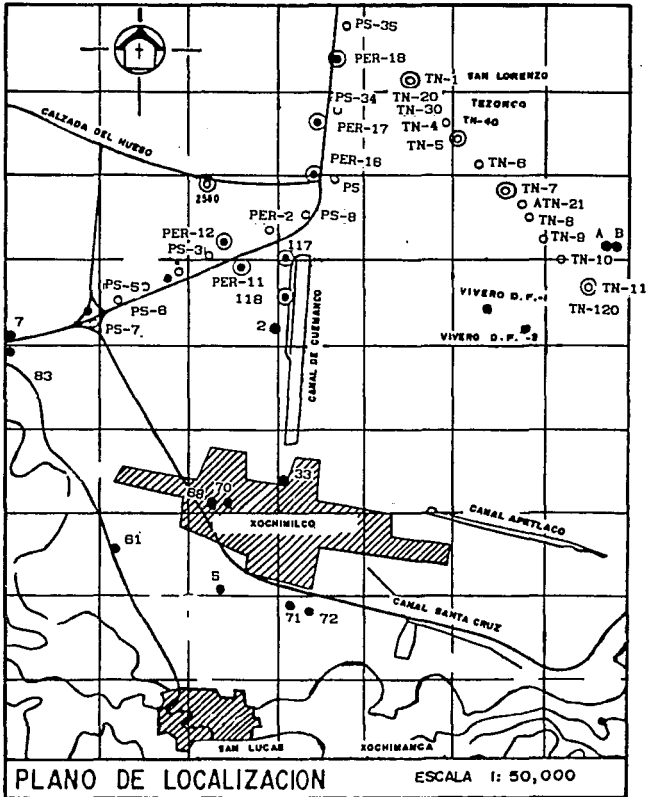 PS-35
PER-18
TN-1
SAN LORENZO
PS-34
TN-20
TEZONCO
TN-30
CALZADA DEL HUESO
PER-17
TN-4
TN-40
TN-5
PER-16
TN-6
PS
2580
TN-7
ATN-21
PER-2
PS-8
TN-8
PER-12
TN-9
A B
PS-3
117
TN-10
PER-11
PS-5
118
TN-11
PS-6
VIVERO D.F.-1
TN-120
7
PS-7
2
VIVERO D.F.-2
CANAL DE CUEMANCO
83
33
68
70
XOCHIMILCO
CANAL APETLACO
61
5
CANAL SANTA CRUZ
71
72
SAN LUCAS
XOCHIMANCA
PLANO DE LOCALIZACION
ESCALA 1: 50,000